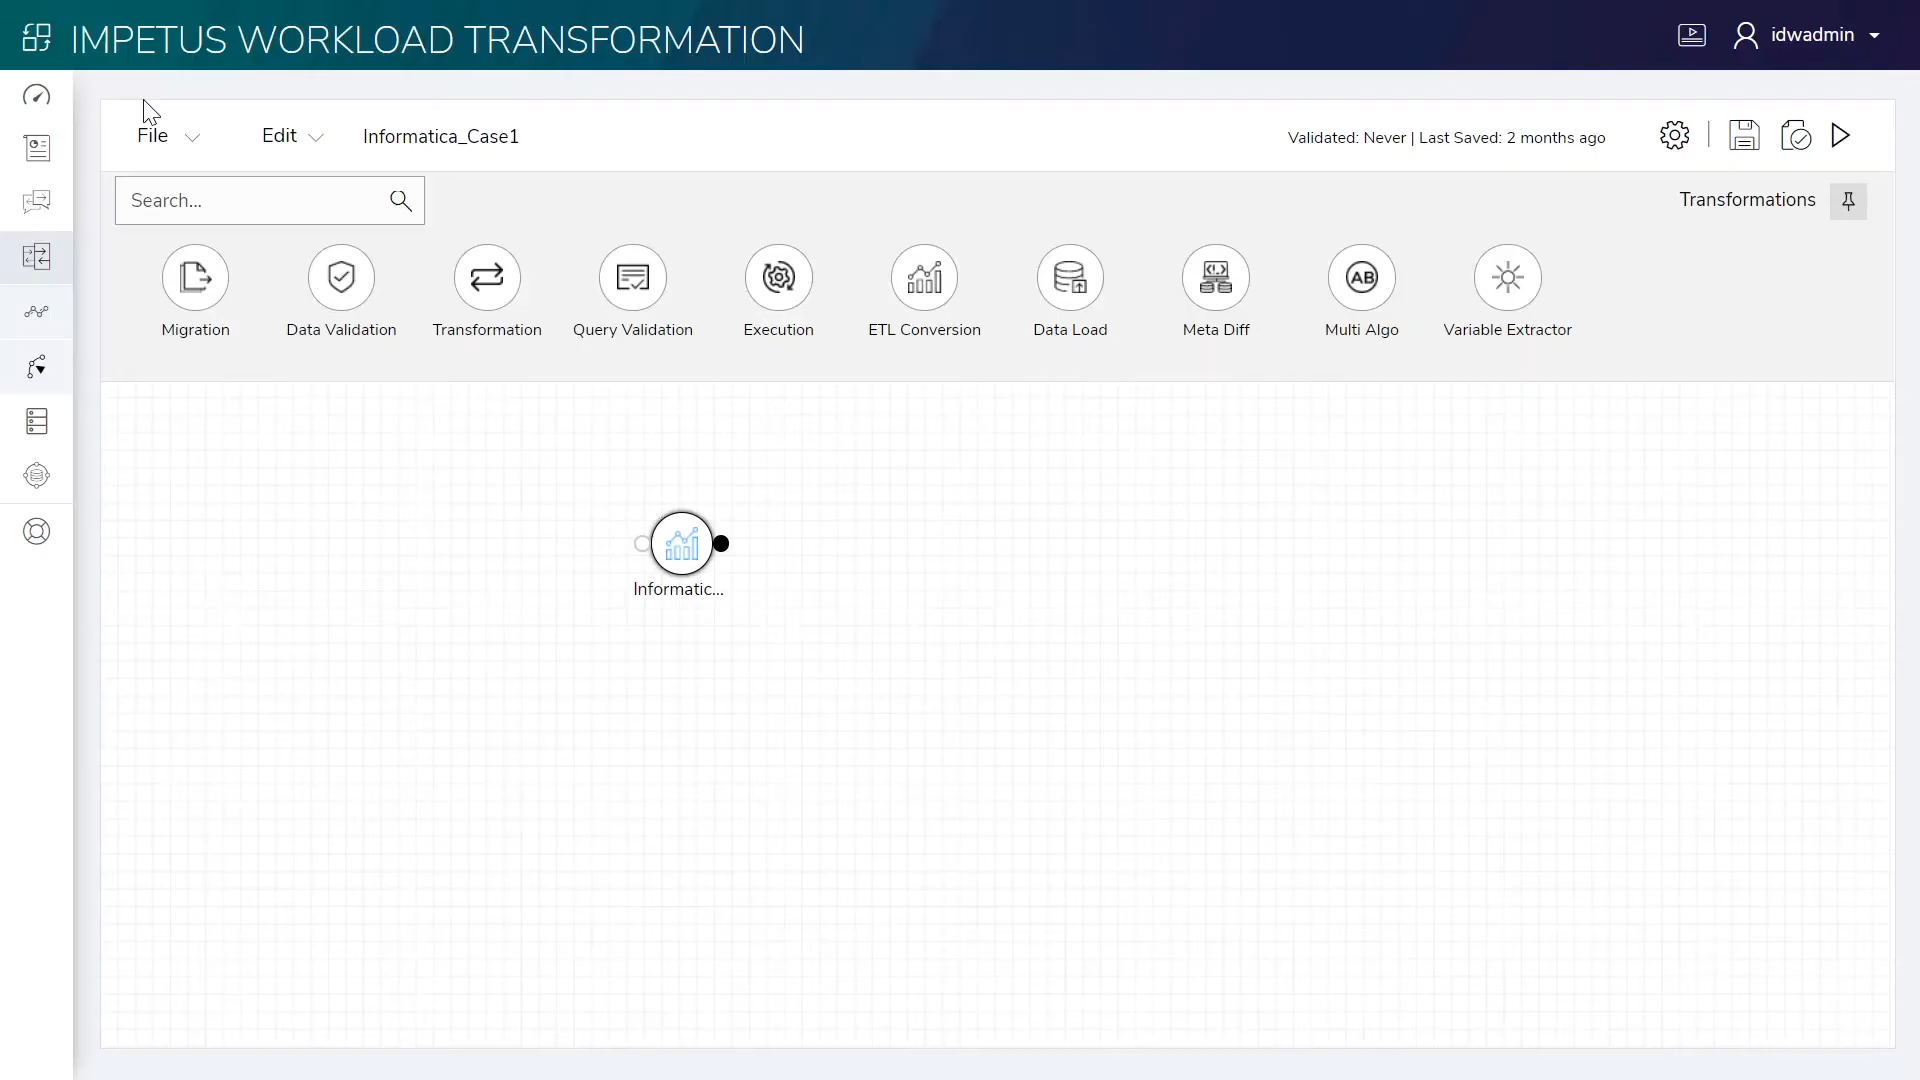 IMPETUS WORKLOAD TRANSFORMATION
idwadmin
File
Edit
Informatica_Case1
Validated: Never | Last Saved: 2 months ago
Search...
Transformations
Migration
Data Validation
Transformation
Query Validation
Execution
ETL Conversion
Data Load
Meta Diff
AB
Multi Algo
Variable Extractor
Informatic...